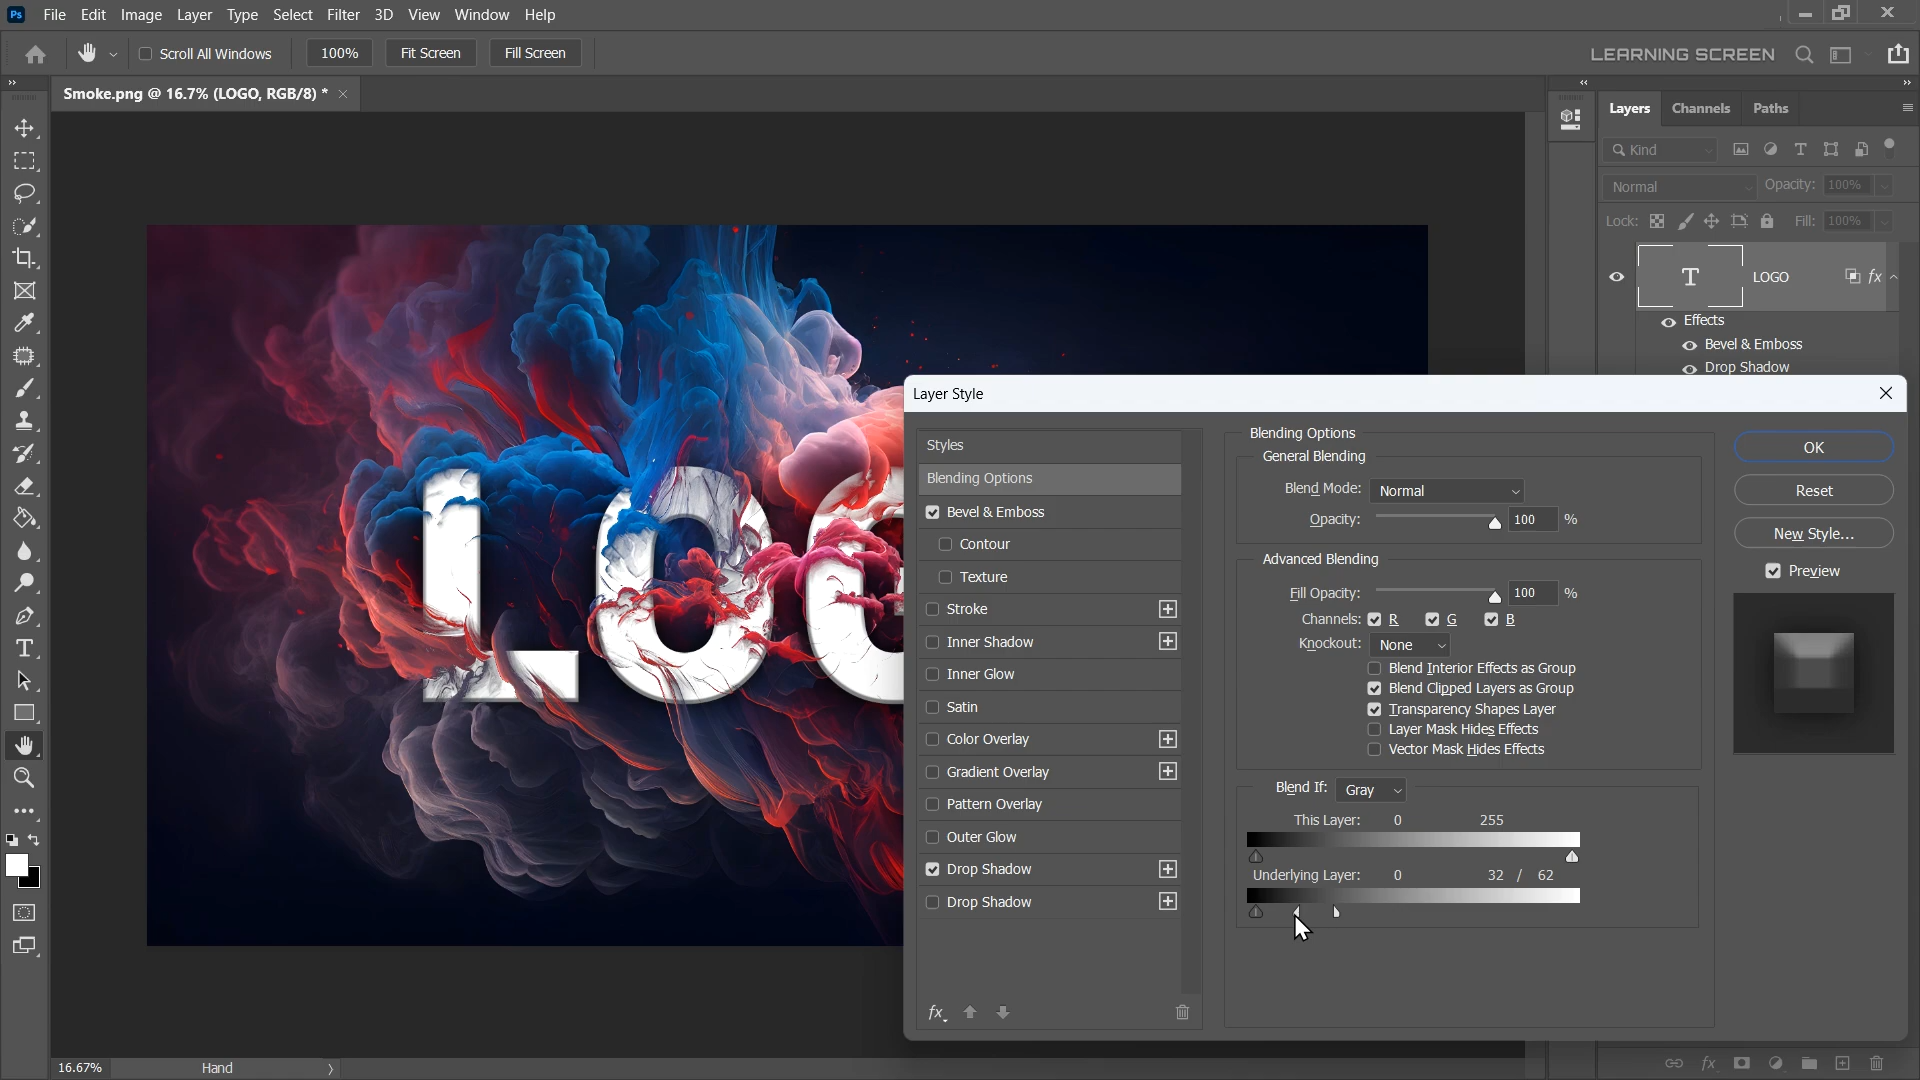 Ps File Edit Image Layer Type Select Filter 3D View Window Help
Scroll All Windows 100% Fit Screen Fill Screen LEARNING SCREEN
Smoke.png @ 16.7% (LOGO, RGB/8) *
Layers Channels Paths
Kind
Normal Opacity: 100%
Lock: Fill: 100%
T LOGO fx
Effects
Bevel & Emboss
Drop Shadow
LOG
Layer Style
Styles
Blending Options
Bevel & Emboss
Contour
Texture
Stroke
Inner Shadow
Inner Glow
Satin
Color Overlay
Gradient Overlay
Pattern Overlay
Outer Glow
Drop Shadow
Drop Shadow
fx
Blending Options
General Blending
Blend Mode: Normal
Opacity: 100 %
Advanced Blending
Fill Opacity: 100 %
Channels: R G B
Knockout: None
Blend Interior Effects as Group
Blend Clipped Layers as Group
Transparency Shapes Layer
Layer Mask Hides Effects
Vector Mask Hides Effects
Blend If: Gray
This Layer: 0 255
Underlying Layer: 0 32 / 62
OK
Reset
New Style...
Preview
16.67% Hand
fx